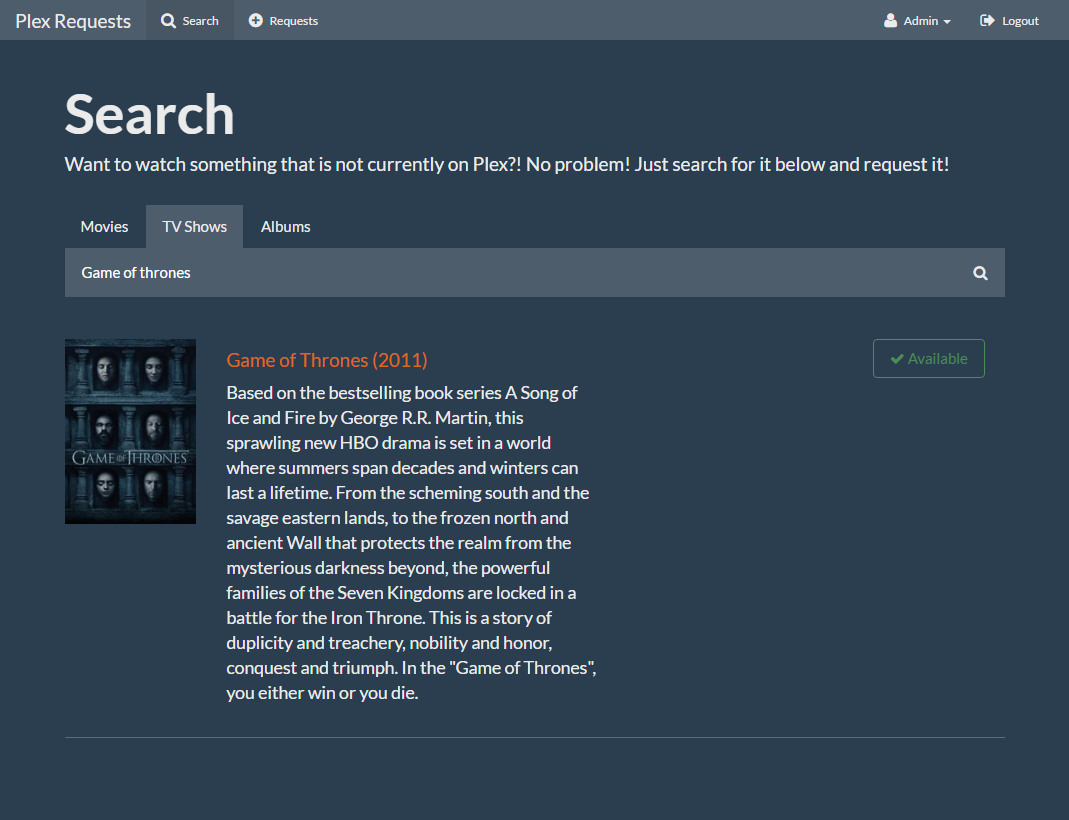 Plex Requests Search Requests Admin Logout
Search
Want to watch something that is not currently on Plex?! No problem! Just search for it below and request it!
Movies TV Shows Albums
Game of thrones
GAME OF THRONES
Game of Thrones (2011)
Available
Based on the bestselling book series A Song of
Ice and Fire by George R.R. Martin, this
sprawling new HBO drama is set in a world
where summers span decades and winters can
last a lifetime. From the scheming south and the
savage eastern lands, to the frozen north and
ancient Wall that protects the realm from the
mysterious darkness beyond, the powerful
families of the Seven Kingdoms are locked in a
battle for the Iron Throne. This is a story of
duplicity and treachery, nobility and honor,
conquest and triumph. In the "Game of Thrones",
you either win or you die.